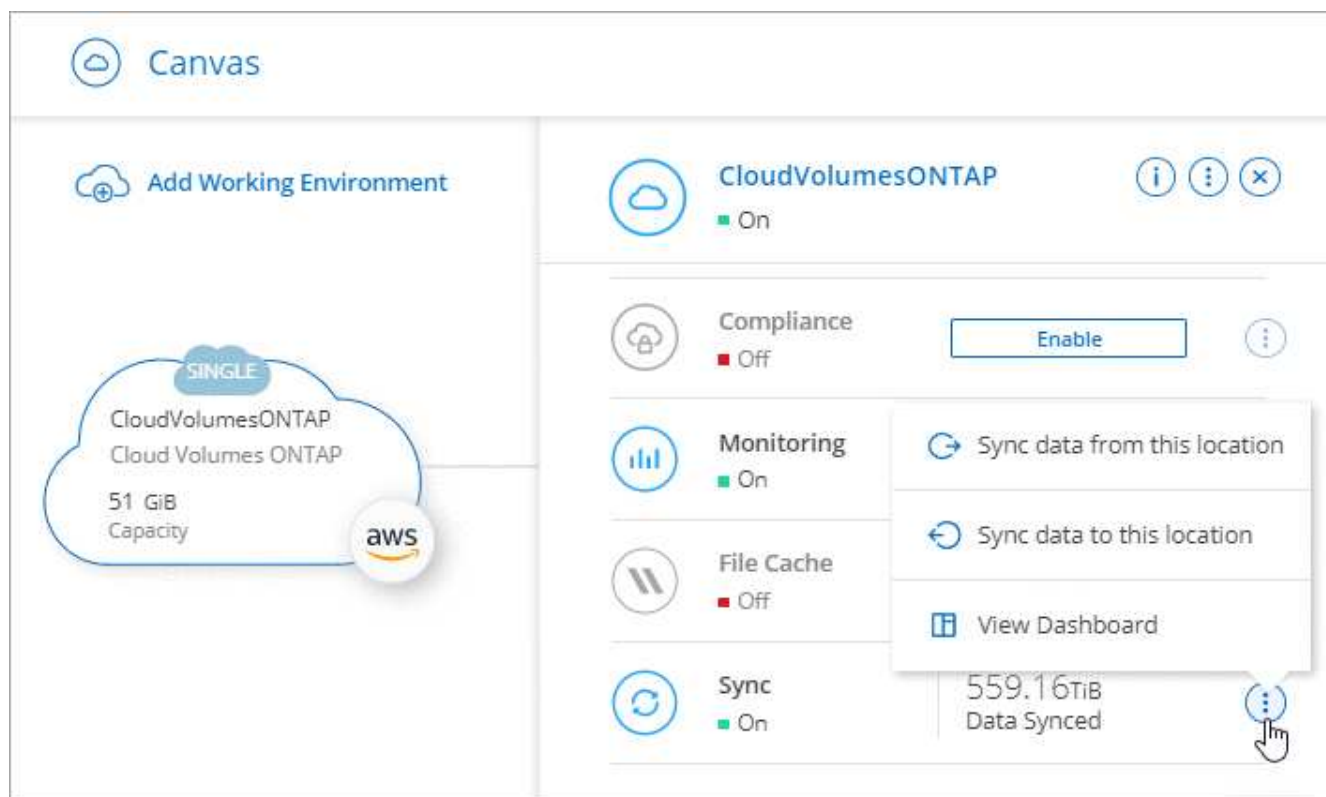 Canvas
Add Working Environment
SINGLE
CloudVolumesONTAP
Cloud Volumes ONTAP
51 GiB
Capacity
aws
CloudVolumesONTAP
On
Compliance
Off
Enable
Monitoring
On
File Cache
Off
Sync
On
559.16TiB
Data Synced
Sync data from this location
Sync data to this location
View Dashboard